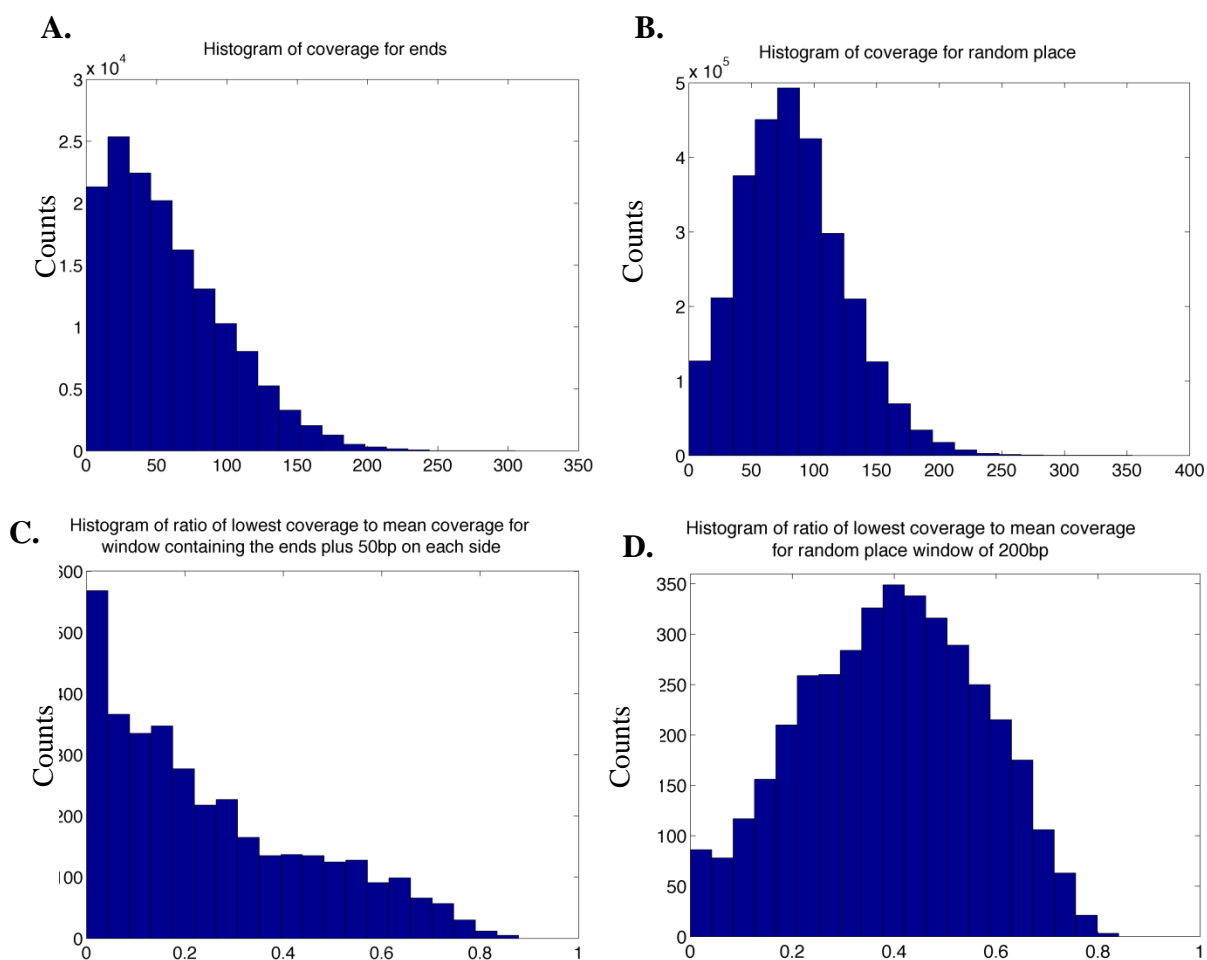 A.
Histogram of coverage for ends
x 10^4
3
2.5
2
1.5
1
0.5
0
Counts
0 50 100 150 200 250 300 350
B.
Histogram of coverage for random place
x 10^5
5
4
3
2
1
0
Counts
0 50 100 150 200 250 300 350 400
C.
Histogram of ratio of lowest coverage to mean coverage for
window containing the ends plus 50bp on each side
600
500
400
300
200
100
0
Counts
0 0.2 0.4 0.6 0.8 1
D.
Histogram of ratio of lowest coverage to mean coverage
for random place window of 200bp
350
300
250
200
150
100
50
0
Counts
0 0.2 0.4 0.6 0.8 1